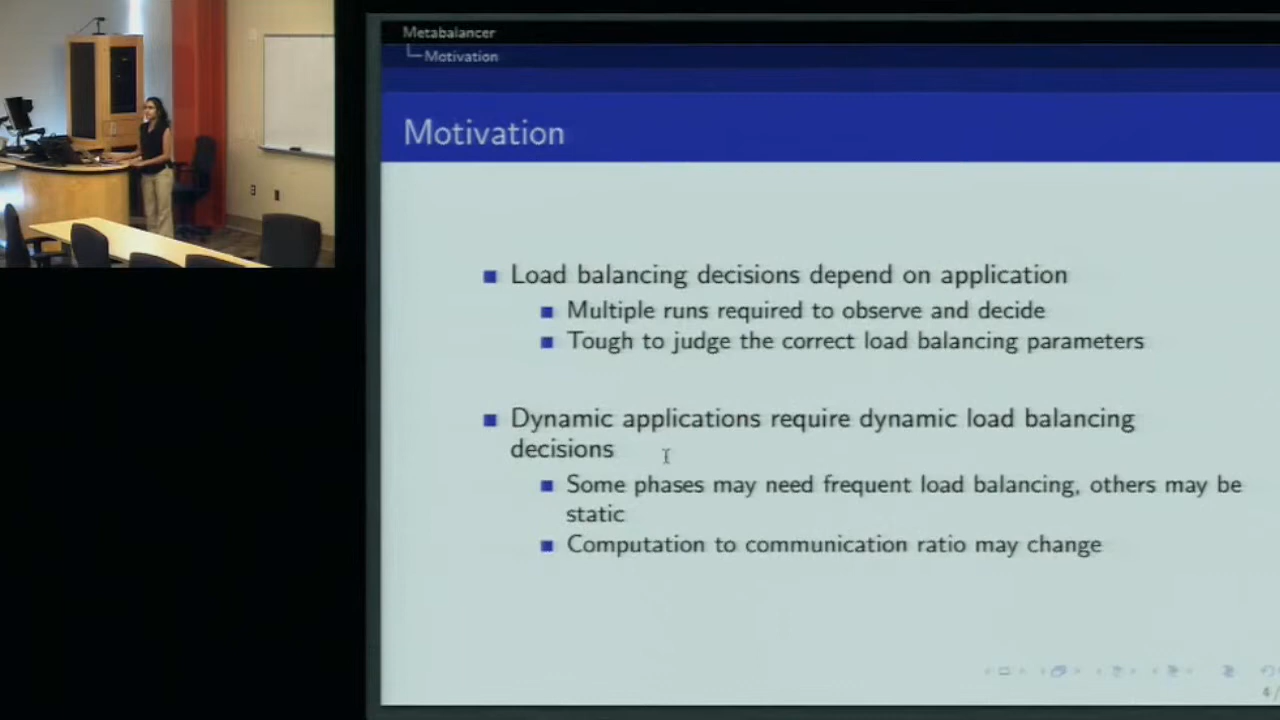 Metabalancer
Motivation
Motivation
Load balancing decisions depend on application
Multiple runs required to observe and decide
Tough to judge the correct load balancing parameters
Dynamic applications require dynamic load balancing
decisions
Some phases may need frequent load balancing, others may be
static
Computation to communication ratio may change
4/